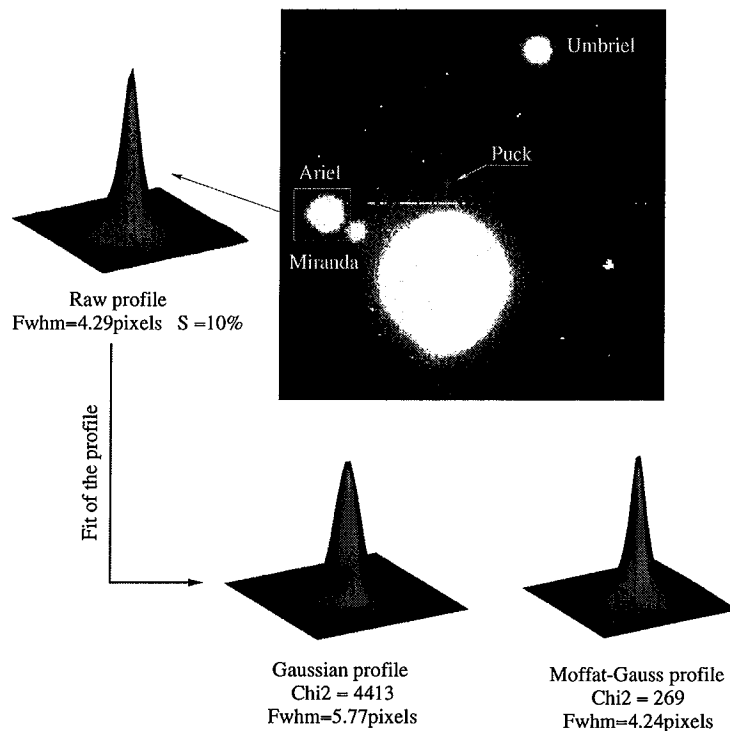 Umbriel
Puck
Ariel
Miranda
Raw profile
Fwhm=4.29pixels S =10%
Fit of the profile
Gaussian profile
Chi2 = 4413
Fwhm=5.77pixels
Moffat-Gauss profile
Chi2 = 269
Fwhm=4.24pixels